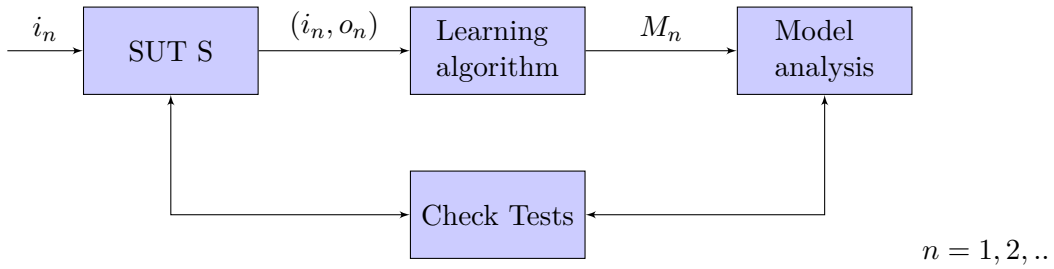 i_n
SUT S
(i_n, o_n)
Learning
algorithm
M_n
Model
analysis
Check Tests
n = 1, 2, ..